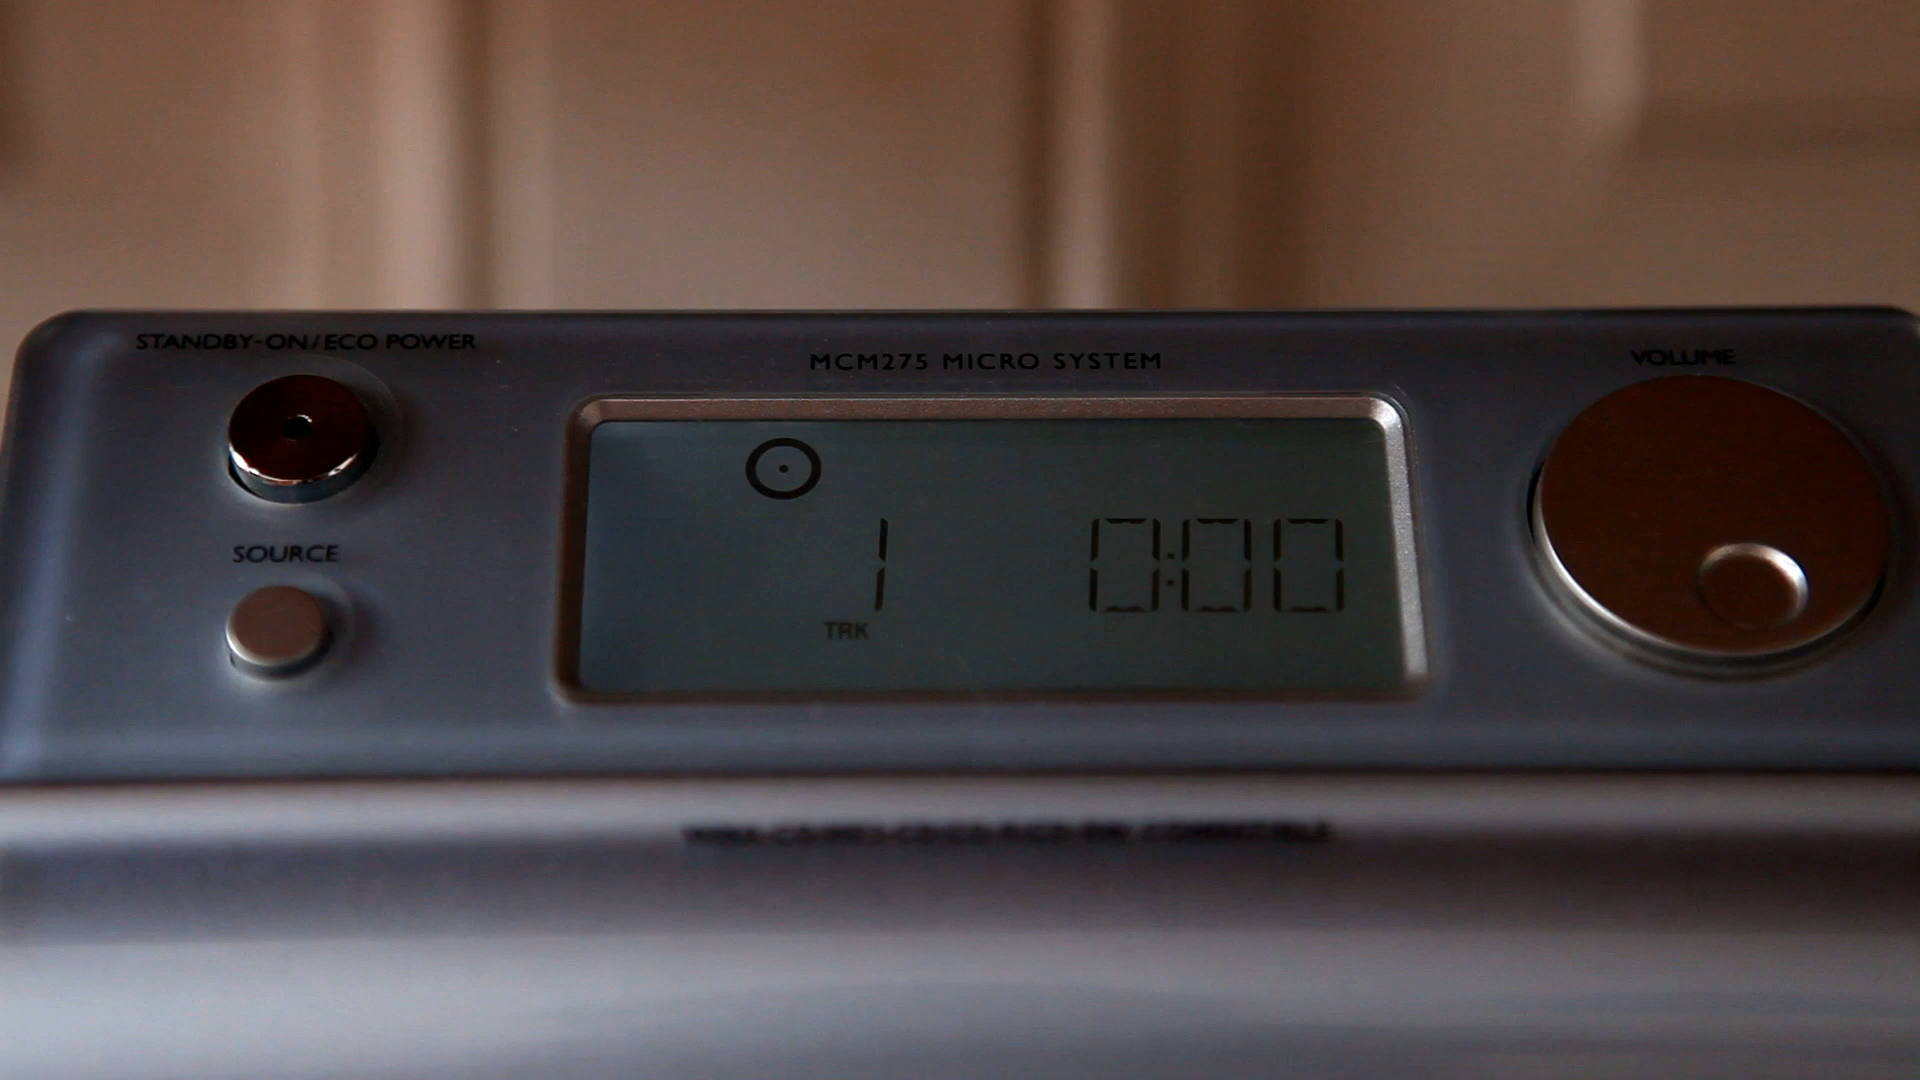 STANDBY-ON/ECO POWER
MCM275 MICRO SYSTEM
VOLUME
SOURCE
1 0:00
TRK